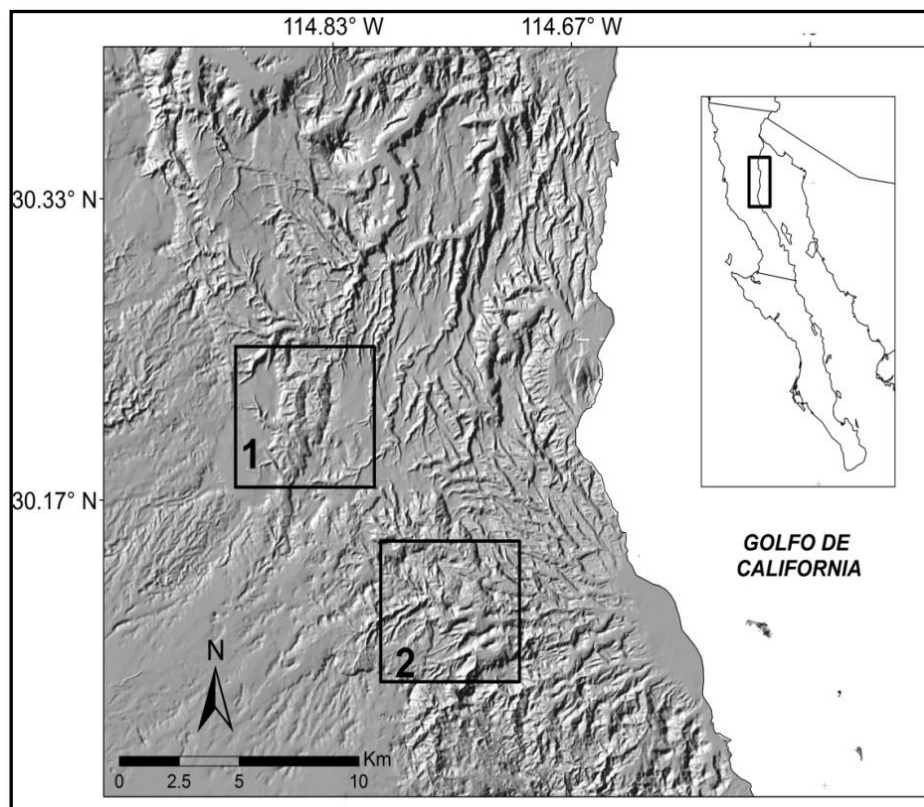 114.83° W 114.67° W
30.33° N
1
30.17° N
GOLFO DE
CALIFORNIA
2
N
Km
0 2.5 5 10